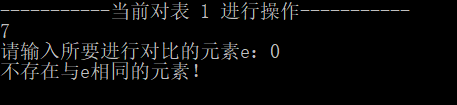 -----------当前对表 1 进行操作-----------
7
请输入所要进行对比的元素e：0
不存在与e相同的元素！